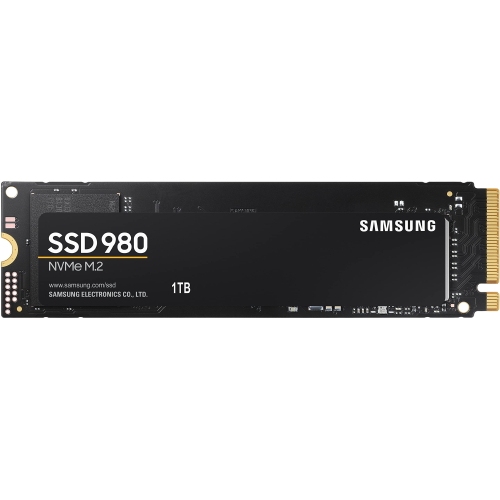 SAMSUNG
SSD 980
NVMe M.2
www.samsung.com/ssd
SAMSUNG ELECTRONICS CO., LTD.
1TB